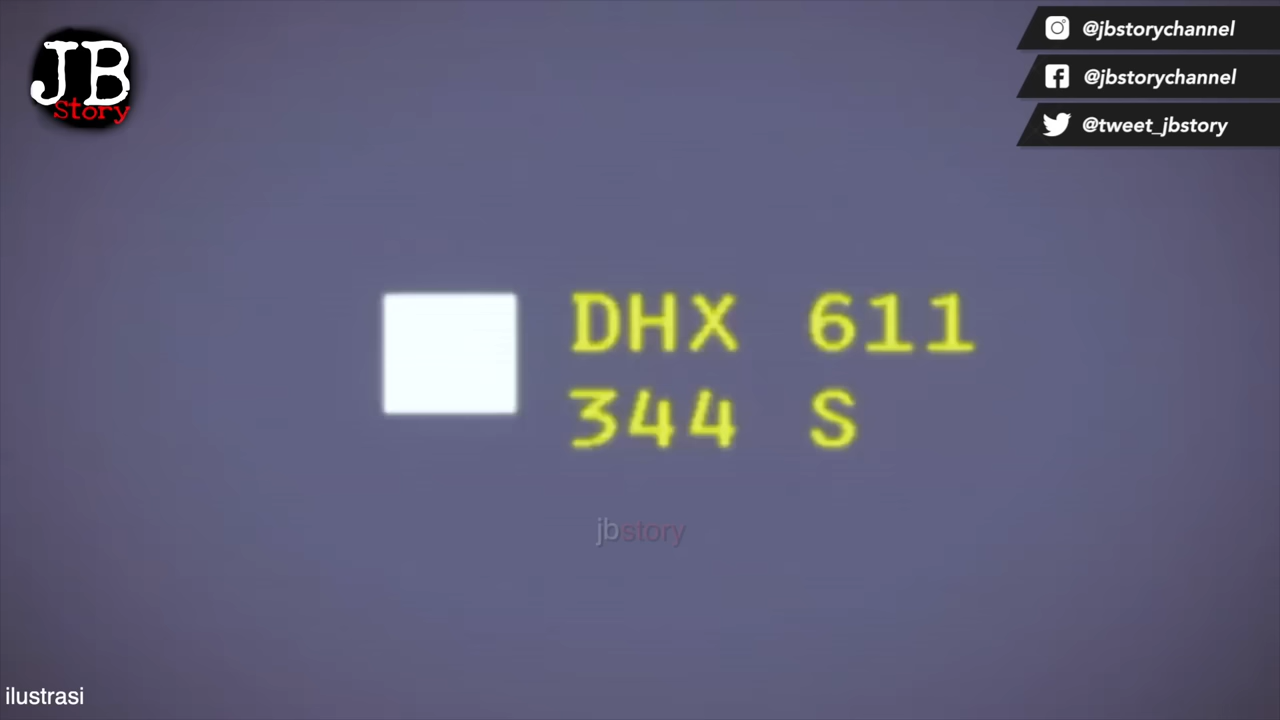 JB
Story
@jbstorychannel
@jbstorychannel
@tweet_jbstory
DHX 611
344 S
jbstory
ilustrasi